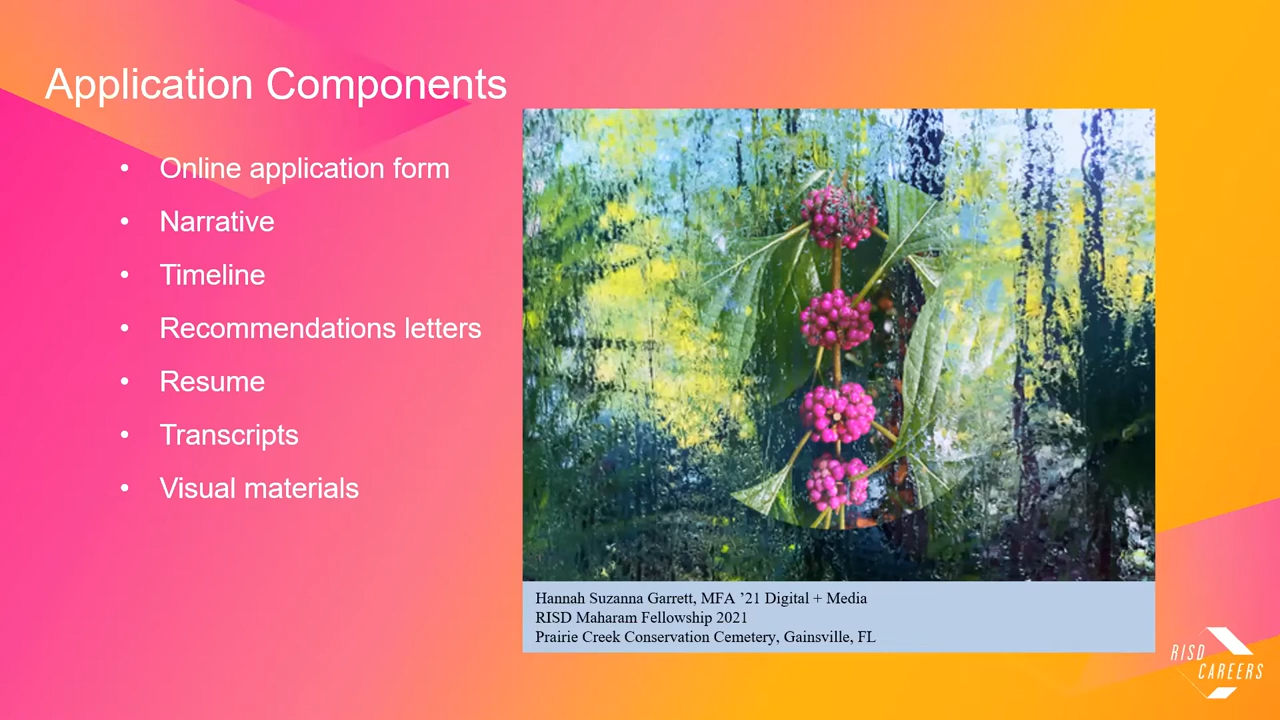 Application Components
• Online application form
• Narrative
• Timeline
• Recommendations letters
• Resume
• Transcripts
• Visual materials
Hannah Suzanna Garrett, MFA ’21 Digital + Media
RISD Maharam Fellowship 2021
Prairie Creek Conservation Cemetery, Gainsville, FL
RISD
CAREERS